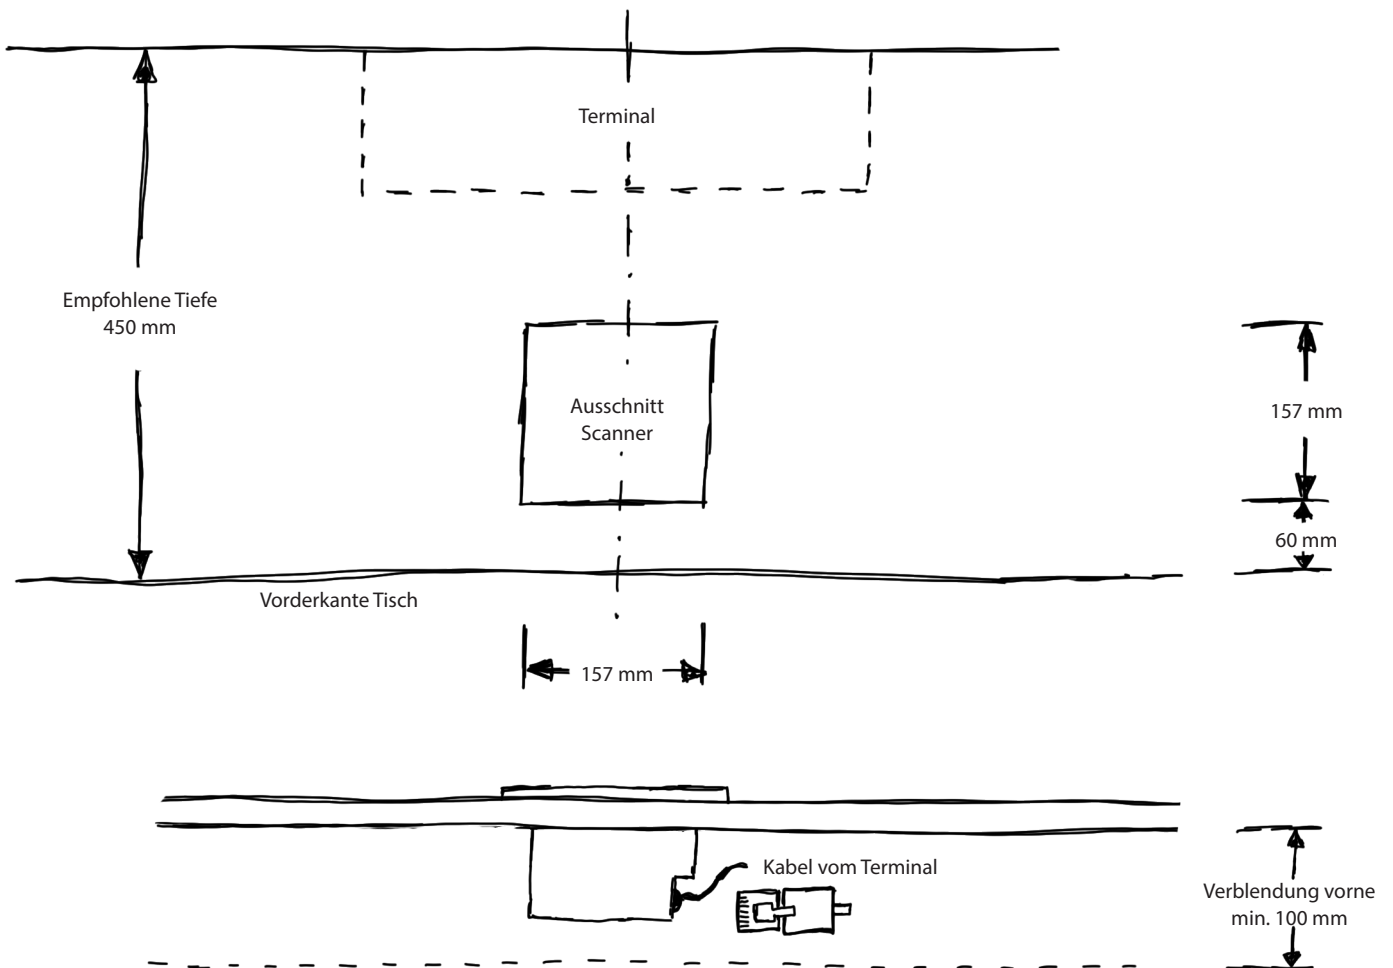 Terminal
Empfohlene Tiefe
450 mm
Ausschnitt
Scanner
157 mm
60 mm
Vorderkante Tisch
157 mm
Kabel vom Terminal
Verblendung vorne
min. 100 mm